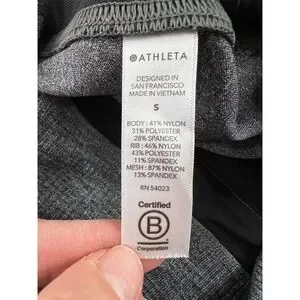 ATHLETA
DESIGNED IN
SAN FRANCISCO
MADE IN VIETNAM
S
BODY : 41% NYLON
31% POLYESTER
28% SPANDEX
RIB : 46% NYLON
43% POLYESTER
11% SPANDEX
MESH : 87% NYLON
13% SPANDEX
RN 54023
Certified
B
Corporation